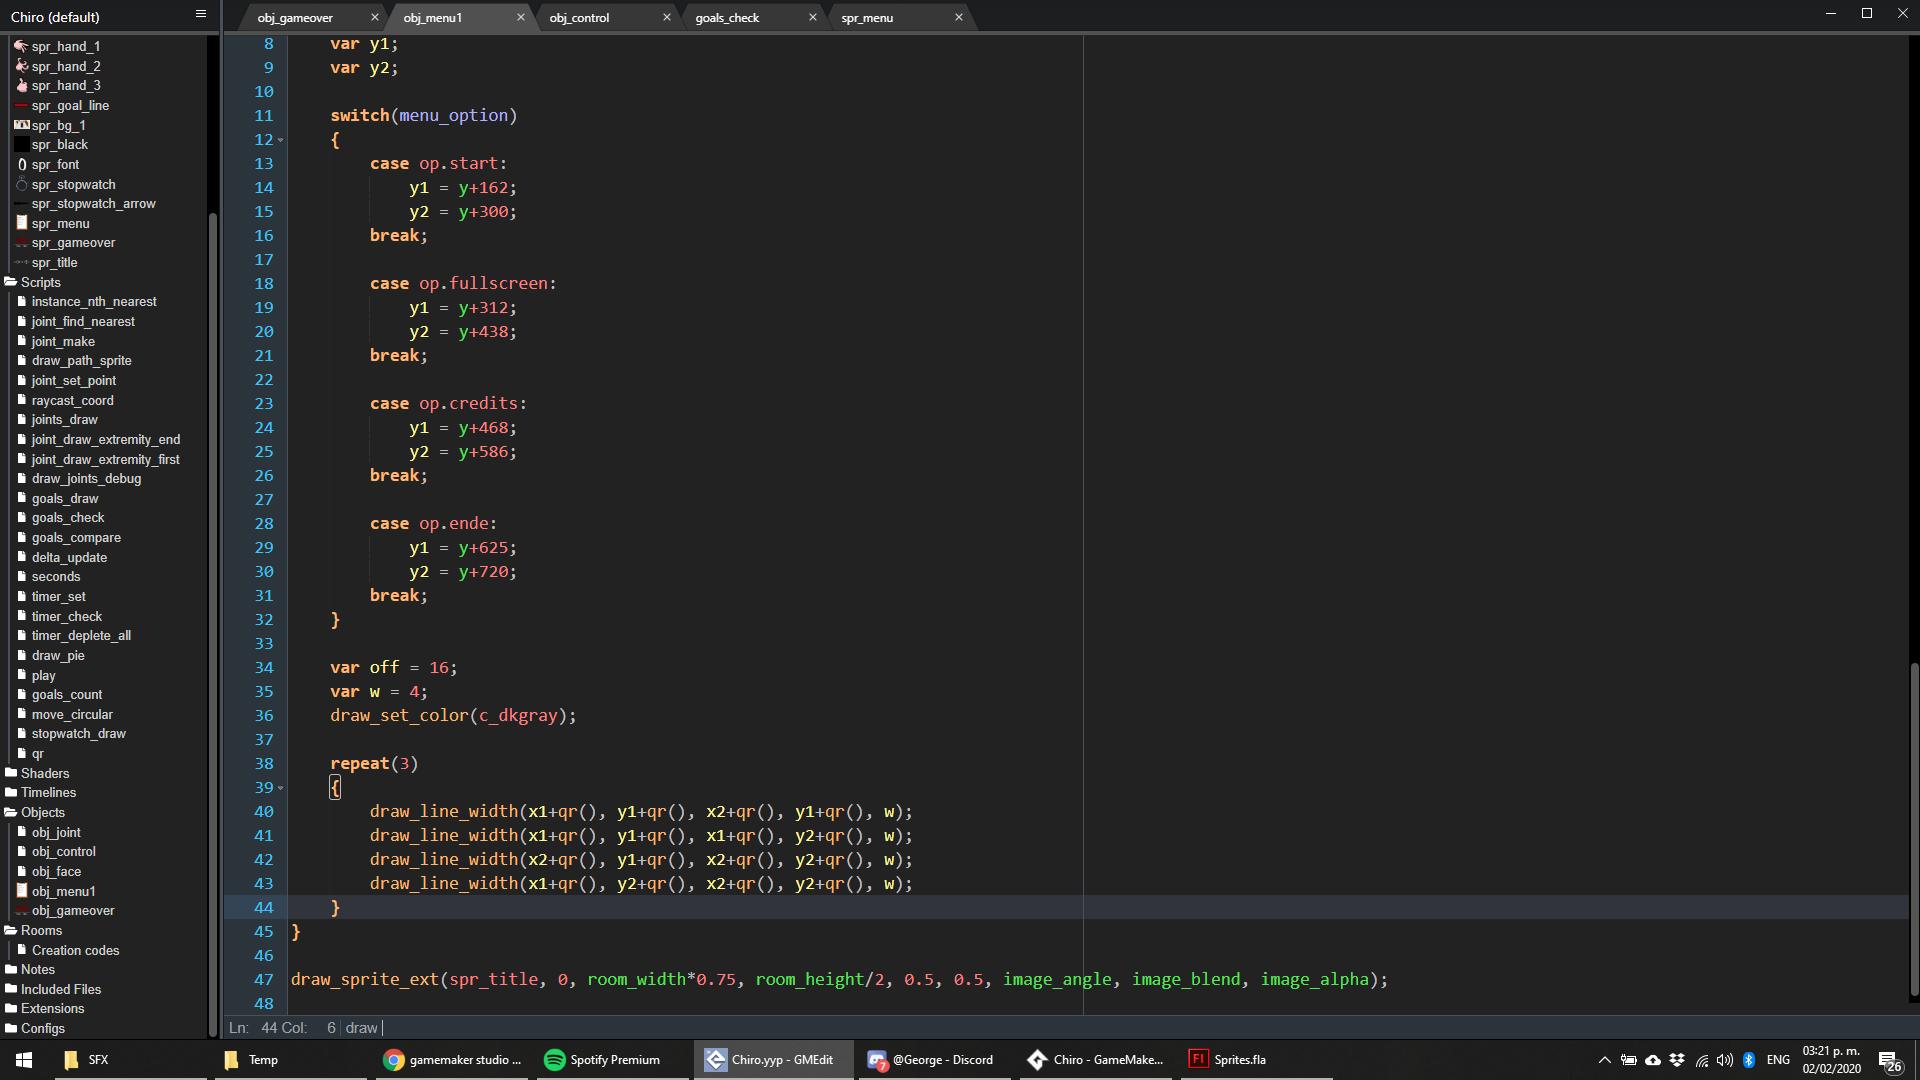 Chiro (default)
obj_gameover
obj_menu1
obj_control
goals_check
spr_menu
spr_hand_1
spr_hand_2
spr_hand_3
spr_goal_line
spr_bg_1
spr_black
spr_font
spr_stopwatch
spr_stopwatch_arrow
spr_menu
spr_gameover
spr_title
Scripts
instance_nth_nearest
joint_find_nearest
joint_make
draw_path_sprite
joint_set_point
raycast_coord
joints_draw
joint_draw_extremity_end
joint_draw_extremity_first
draw_joints_debug
goals_draw
goals_check
goals_compare
delta_update
seconds
timer_set
timer_check
timer_deplete_all
draw_pie
play
goals_count
move_circular
stopwatch_draw
qr
Shaders
Timelines
Objects
obj_joint
obj_control
obj_face
obj_menu1
obj_gameover
Rooms
Creation codes
Notes
Included Files
Extensions
Configs
8 var y1;
9 var y2;
10
11 switch(menu_option)
12 {
13 case op.start:
14 y1 = y+162;
15 y2 = y+300;
16 break;
17
18 case op.fullscreen:
19 y1 = y+312;
20 y2 = y+438;
21 break;
22
23 case op.credits:
24 y1 = y+468;
25 y2 = y+586;
26 break;
27
28 case op.ende:
29 y1 = y+625;
30 y2 = y+720;
31 break;
32 }
33
34 var off = 16;
35 var w = 4;
36 draw_set_color(c_dkgray);
37
38 repeat(3)
39 {
40 draw_line_width(x1+qr(), y1+qr(), x2+qr(), y1+qr(), w);
41 draw_line_width(x1+qr(), y1+qr(), x1+qr(), y2+qr(), w);
42 draw_line_width(x2+qr(), y1+qr(), x2+qr(), y2+qr(), w);
43 draw_line_width(x1+qr(), y2+qr(), x2+qr(), y2+qr(), w);
44 }
45 }
46
47 draw_sprite_ext(spr_title, 0, room_width*0.75, room_height/2, 0.5, 0.5, image_angle, image_blend, image_alpha);
48
Ln: 44 Col: 6 draw
SFX
Temp
gamemaker studio ...
Spotify Premium
Chiro.yyp - GMEdit
7
@George - Discord
Chiro - GameMake...
Fl
Sprites.fla
ENG
03:21 p. m.
02/02/2020
26